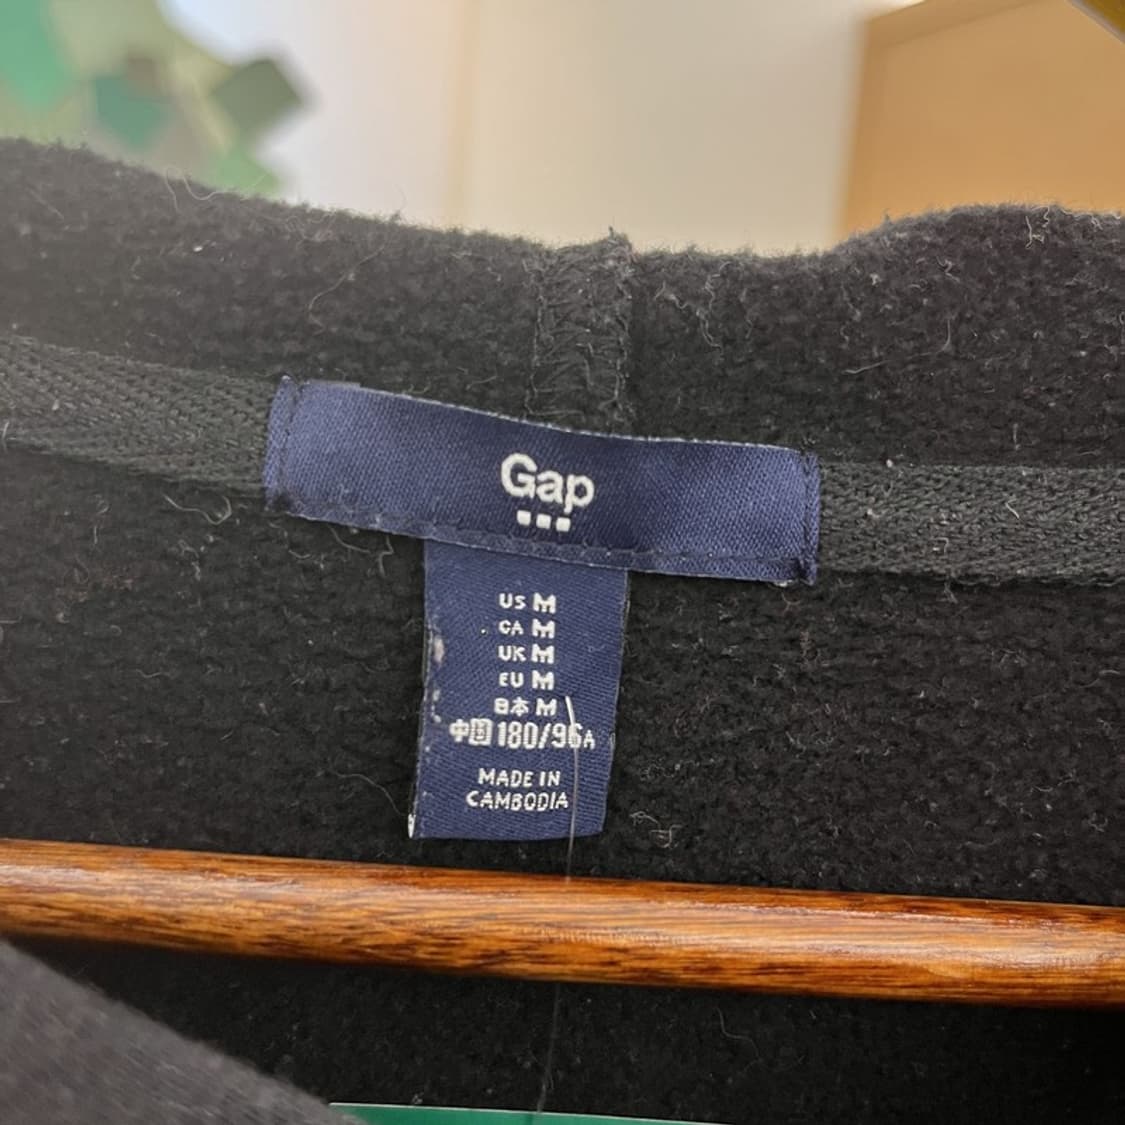 Gap
US M
CA M
UK M
EU M
日本 M
中国 180/96A
MADE IN
CAMBODIA